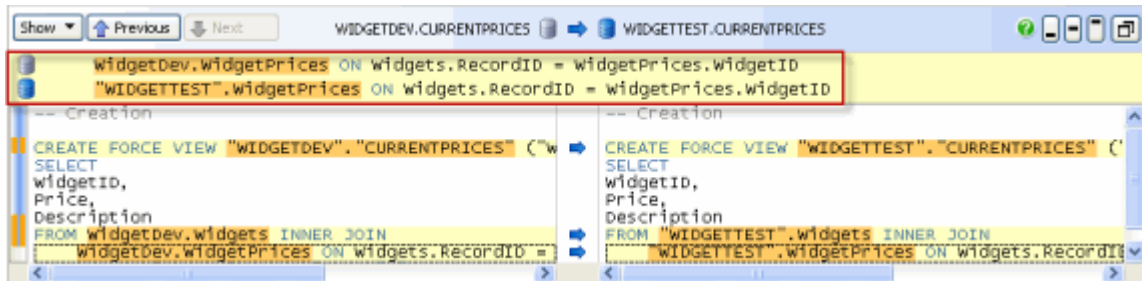 Show Previous Next WIDGETDEV.CURRENTPRICES WIDGETTEST.CURRENTPRICES ?
WidgetDev.WidgetPrices ON Widgets.RecordID = WidgetPrices.WidgetID
"WIDGETTEST".WidgetPrices ON Widgets.RecordID = WidgetPrices.WidgetID
-- Creation
CREATE FORCE VIEW "WIDGETDEV"."CURRENTPRICES" ("W
SELECT
WidgetID,
Price,
Description
FROM WidgetDev.Widgets INNER JOIN
WidgetDev.WidgetPrices ON Widgets.RecordID =
-- Creation
CREATE FORCE VIEW "WIDGETTEST"."CURRENTPRICES" ("
SELECT
WidgetID,
Price,
Description
FROM "WIDGETTEST".Widgets INNER JOIN
"WIDGETTEST".WidgetPrices ON Widgets.RecordID